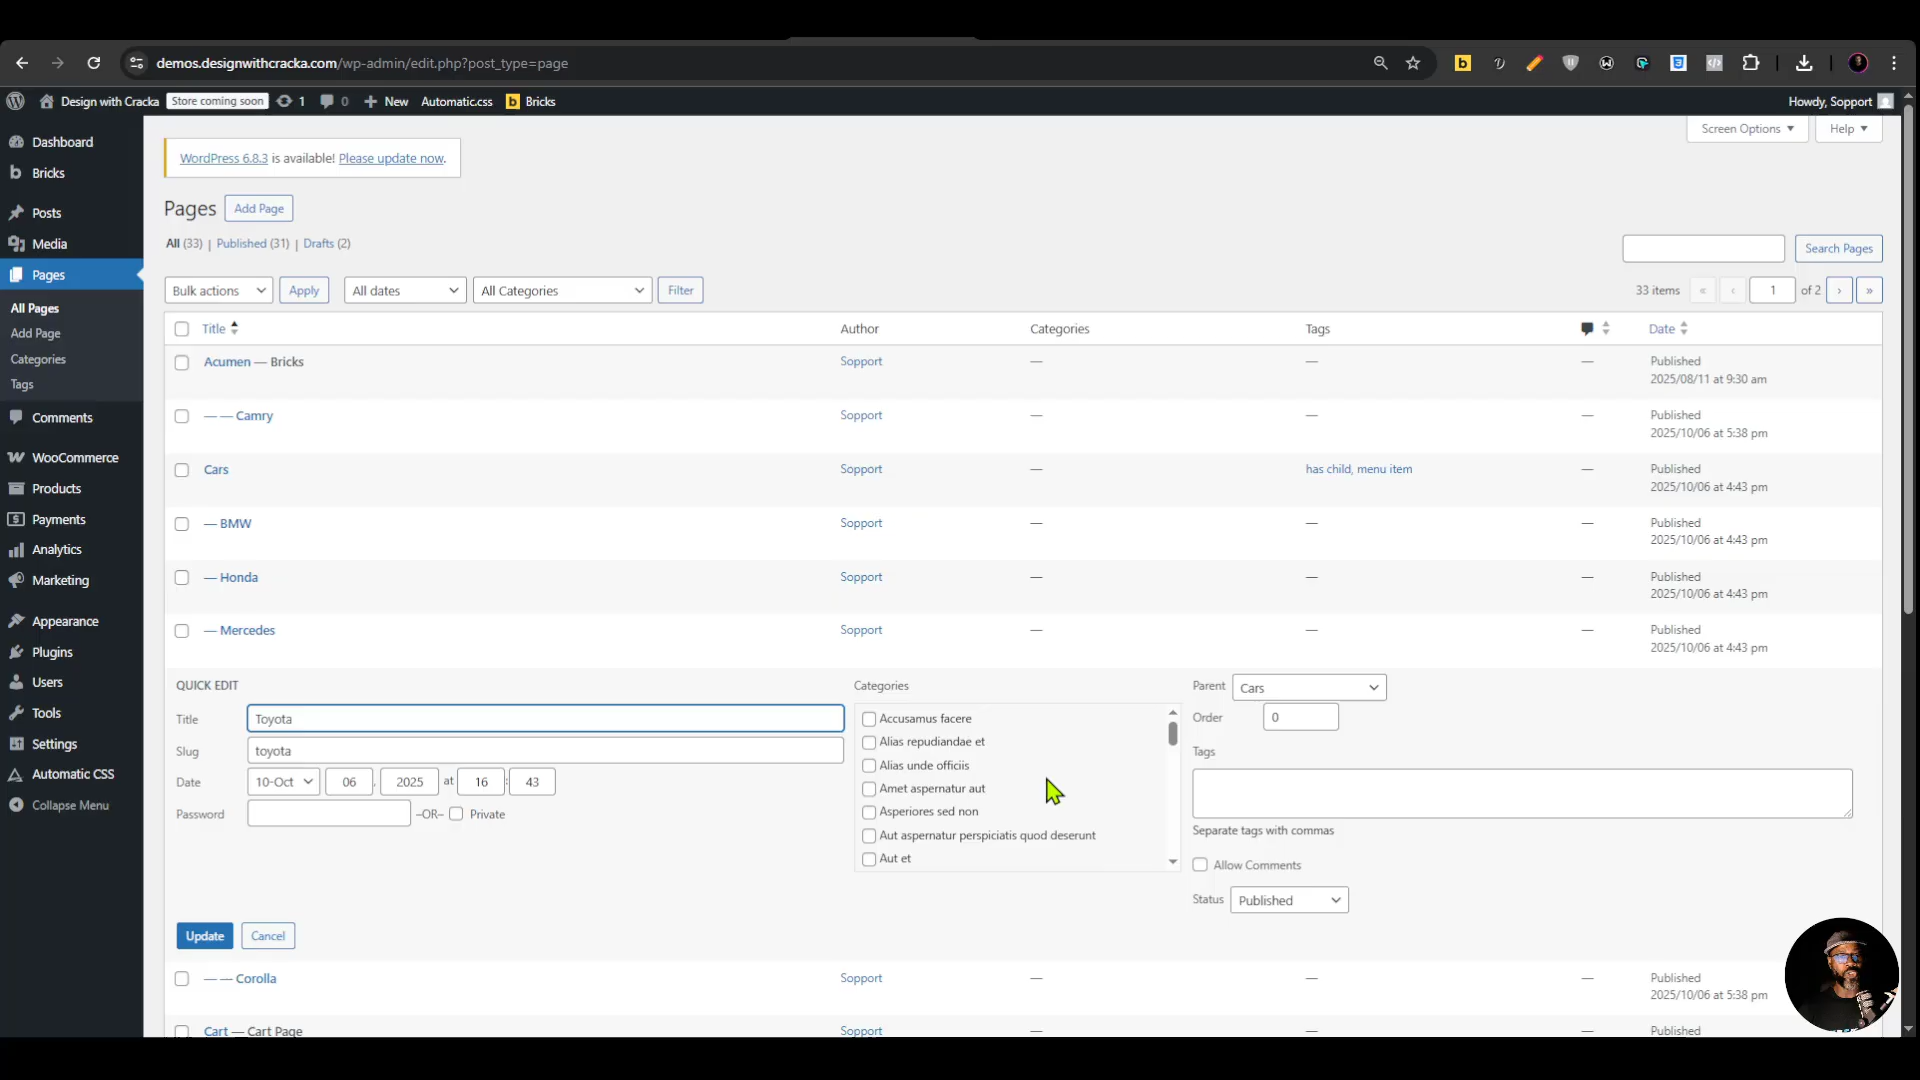 demos.designwithcracka.com/wp-admin/edit.php?post_type=page
Design with Cracka Store coming soon 1 0 New Automatic.css Bricks Howdy, Sopport
Screen Options Help
Dashboard
Bricks
Posts
Media
Pages
All Pages
Add Page
Categories
Tags
Comments
WooCommerce
Products
Payments
Analytics
Marketing
Appearance
Plugins
Users
Tools
Settings
Automatic CSS
Collapse Menu
WordPress 6.8.3 is available! Please update now.
Pages Add Page
All (33) | Published (31) | Drafts (2)
Search Pages
Bulk actions Apply All dates All Categories Filter
33 items « ‹ 1 of 2 › »
Title Author Categories Tags Date
Acumen — Bricks Sopport — — — Published
2025/08/11 at 9:30 am
— — Camry Sopport — — — Published
2025/10/06 at 5:38 pm
Cars Sopport — has child, menu item — Published
2025/10/06 at 4:43 pm
— BMW Sopport — — — Published
2025/10/06 at 4:43 pm
— Honda Sopport — — — Published
2025/10/06 at 4:43 pm
— Mercedes Sopport — — — Published
2025/10/06 at 4:43 pm
QUICK EDIT
Title Toyota
Slug toyota
Date 10-Oct 06 , 2025 at 16 : 43
Password –OR– Private
Categories
Accusamus facere
Alias repudiandae et
Alias unde officiis
Amet aspernatur aut
Asperiores sed non
Aut aspernatur perspiciatis quod deserunt
Aut et
Parent Cars
Order 0
Tags
Separate tags with commas
Allow Comments
Status Published
Update Cancel
— — Corolla Sopport — — — Published
2025/10/06 at 5:38 pm
Cart — Cart Page Sopport — — — Published